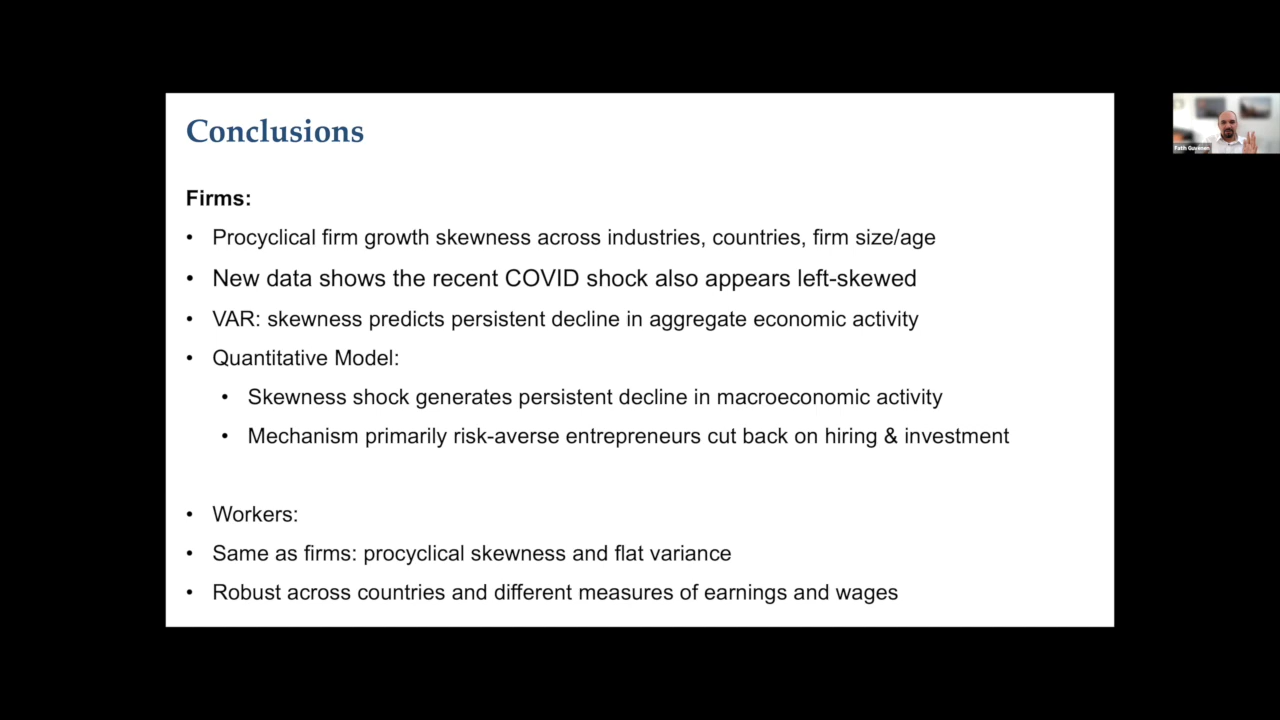 Conclusions
Firms:
• Procyclical firm growth skewness across industries, countries, firm size/age
• New data shows the recent COVID shock also appears left-skewed
• VAR: skewness predicts persistent decline in aggregate economic activity
• Quantitative Model:
• Skewness shock generates persistent decline in macroeconomic activity
• Mechanism primarily risk-averse entrepreneurs cut back on hiring & investment
• Workers:
• Same as firms: procyclical skewness and flat variance
• Robust across countries and different measures of earnings and wages
Fatih Guvenen